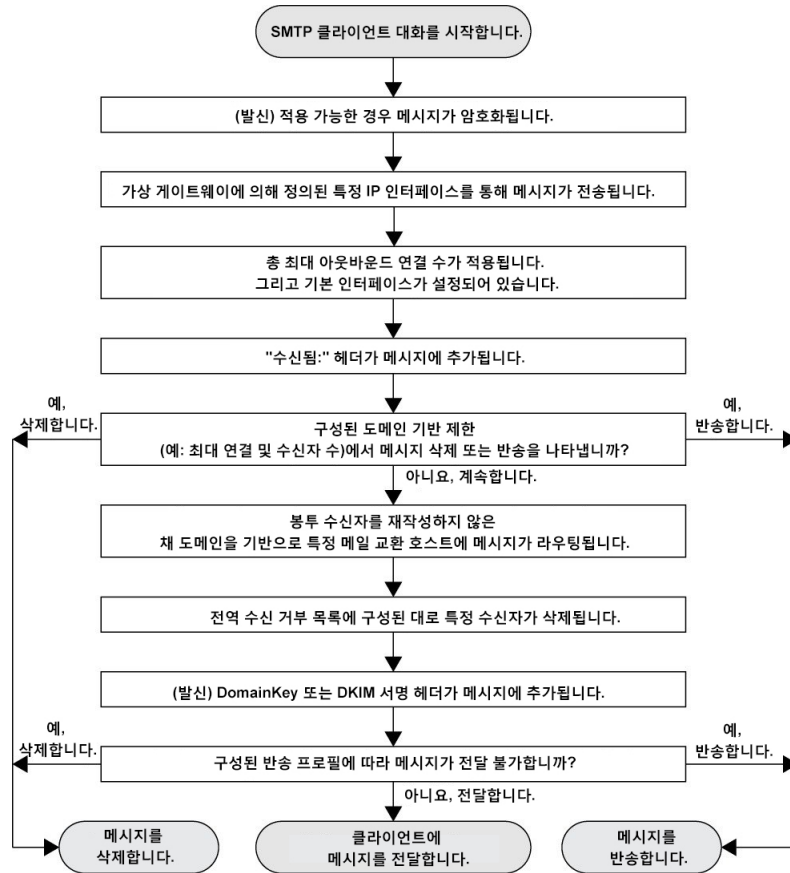 SMTP 클라이언트 대화를 시작합니다.
(발신) 적용 가능한 경우 메시지가 암호화됩니다.
가상 게이트웨이에 의해 정의된 특정 IP 인터페이스를 통해 메시지가 전송됩니다.
총 최대 아웃바운드 연결 수가 적용됩니다.
그리고 기본 인터페이스가 설정되어 있습니다.
"수신됨:" 헤더가 메시지에 추가됩니다.
예,
삭제합니다.
구성된 도메인 기반 제한
(예: 최대 연결 및 수신자 수)에서 메시지 삭제 또는 반송을 나타냅니까?
예,
반송합니다.
아니요, 계속합니다.
봉투 수신자를 재작성하지 않은
채 도메인을 기반으로 특정 메일 교환 호스트에 메시지가 라우팅됩니다.
전역 수신 거부 목록에 구성된 대로 특정 수신자가 삭제됩니다.
(발신) DomainKey 또는 DKIM 서명 헤더가 메시지에 추가됩니다.
예,
삭제합니다.
구성된 반송 프로필에 따라 메시지가 전달 불가합니까?
예,
반송합니다.
아니요, 전달합니다.
메시지를
삭제합니다.
클라이언트에
메시지를 전달합니다.
메시지를
반송합니다.